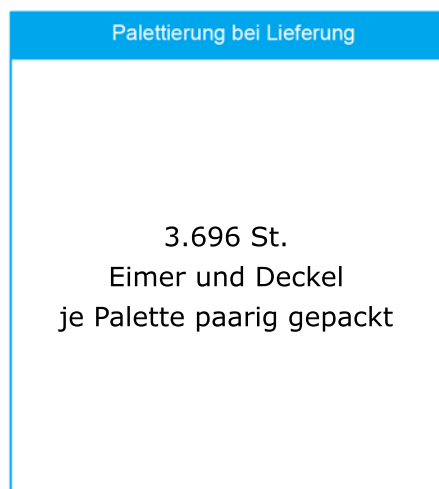 Palettierung bei Lieferung
3.696 St.
Eimer und Deckel
je Palette paarig gepackt